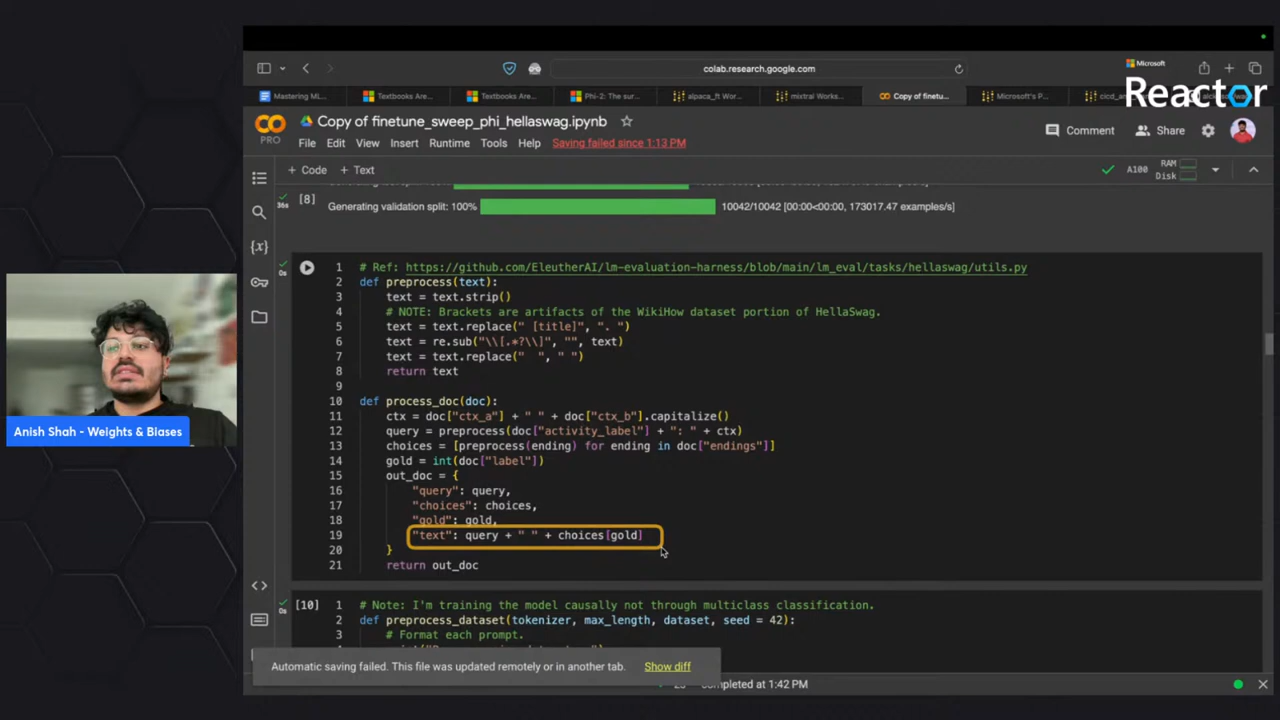 Microsoft
Reactor
colab.research.google.com
Mastering ML...
Textbooks Are...
Textbooks Are...
Phi-2: The sur...
alpaca_ft Wor...
mixtral Works...
Copy of finetu...
Microsoft's P...
Copy of finetune_sweep_phi_hellaswag.ipynb
PRO
File Edit View Insert Runtime Tools Help Saving failed since 1:13 PM
Comment
Share
+ Code + Text
A100
RAM
Disk
[8]
36s
Generating validation split: 100%
10042/10042 [00:00<00:00, 173017.47 examples/s]
0s
1 # Ref: https://github.com/EleutherAI/lm-evaluation-harness/blob/main/lm_eval/tasks/hellaswag/utils.py
2 def preprocess(text):
3 text = text.strip()
4 # NOTE: Brackets are artifacts of the WikiHow dataset portion of HellaSwag.
5 text = text.replace(" [title]", ". ")
6 text = re.sub("\\[.*?\\]", "", text)
7 text = text.replace("  ", " ")
8 return text
9
10 def process_doc(doc):
11 ctx = doc["ctx_a"] + " " + doc["ctx_b"].capitalize()
12 query = preprocess(doc["activity_label"] + ": " + ctx)
13 choices = [preprocess(ending) for ending in doc["endings"]]
14 gold = int(doc["label"])
15 out_doc = {
16 "query": query,
17 "choices": choices,
18 "gold": gold,
19 "text": query + " " + choices[gold]
20 }
21 return out_doc
[10]
0s
1 # Note: I'm training the model causally not through multiclass classification.
2 def preprocess_dataset(tokenizer, max_length, dataset, seed = 42):
3 # Format each prompt.
Automatic saving failed. This file was updated remotely or in another tab. Show diff
completed at 1:42 PM
Anish Shah - Weights & Biases